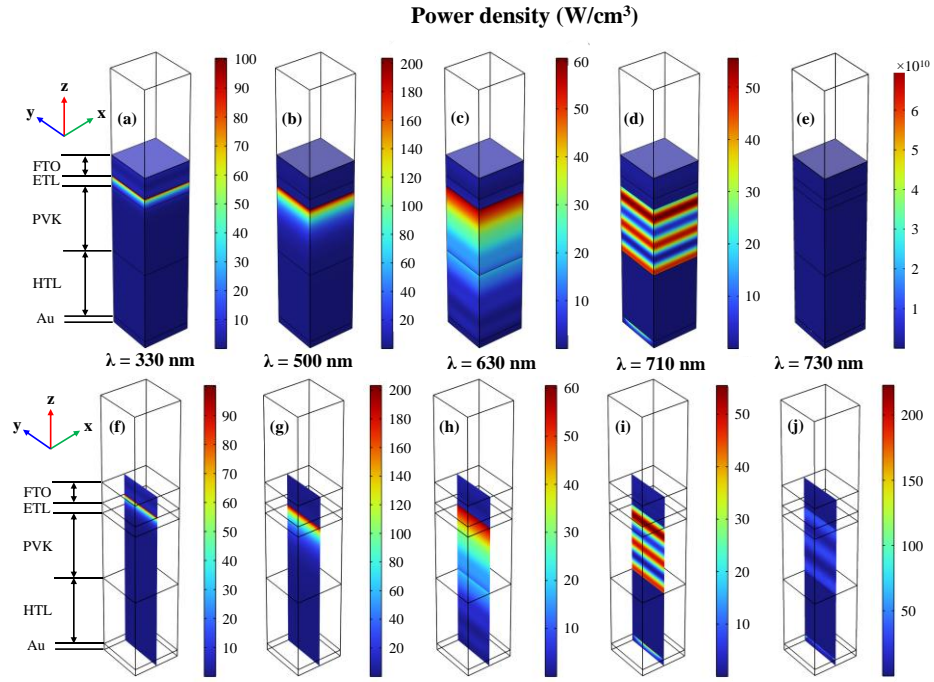 Power density (W/cm³)
z
y
x
FTO
ETL
PVK
HTL
Au
(a)
100
90
80
70
60
50
40
30
20
10
(b)
200
180
160
140
120
100
80
60
40
20
(c)
60
50
40
30
20
10
(d)
50
40
30
20
10
(e)
×10¹⁰
6
5
4
3
2
1
λ = 330 nm
λ = 500 nm
λ = 630 nm
λ = 710 nm
λ = 730 nm
z
y
x
FTO
ETL
PVK
HTL
Au
(f)
90
80
70
60
50
40
30
20
10
(g)
200
180
160
140
120
100
80
60
40
20
(h)
60
50
40
30
20
10
(i)
50
40
30
20
10
(j)
200
150
100
50